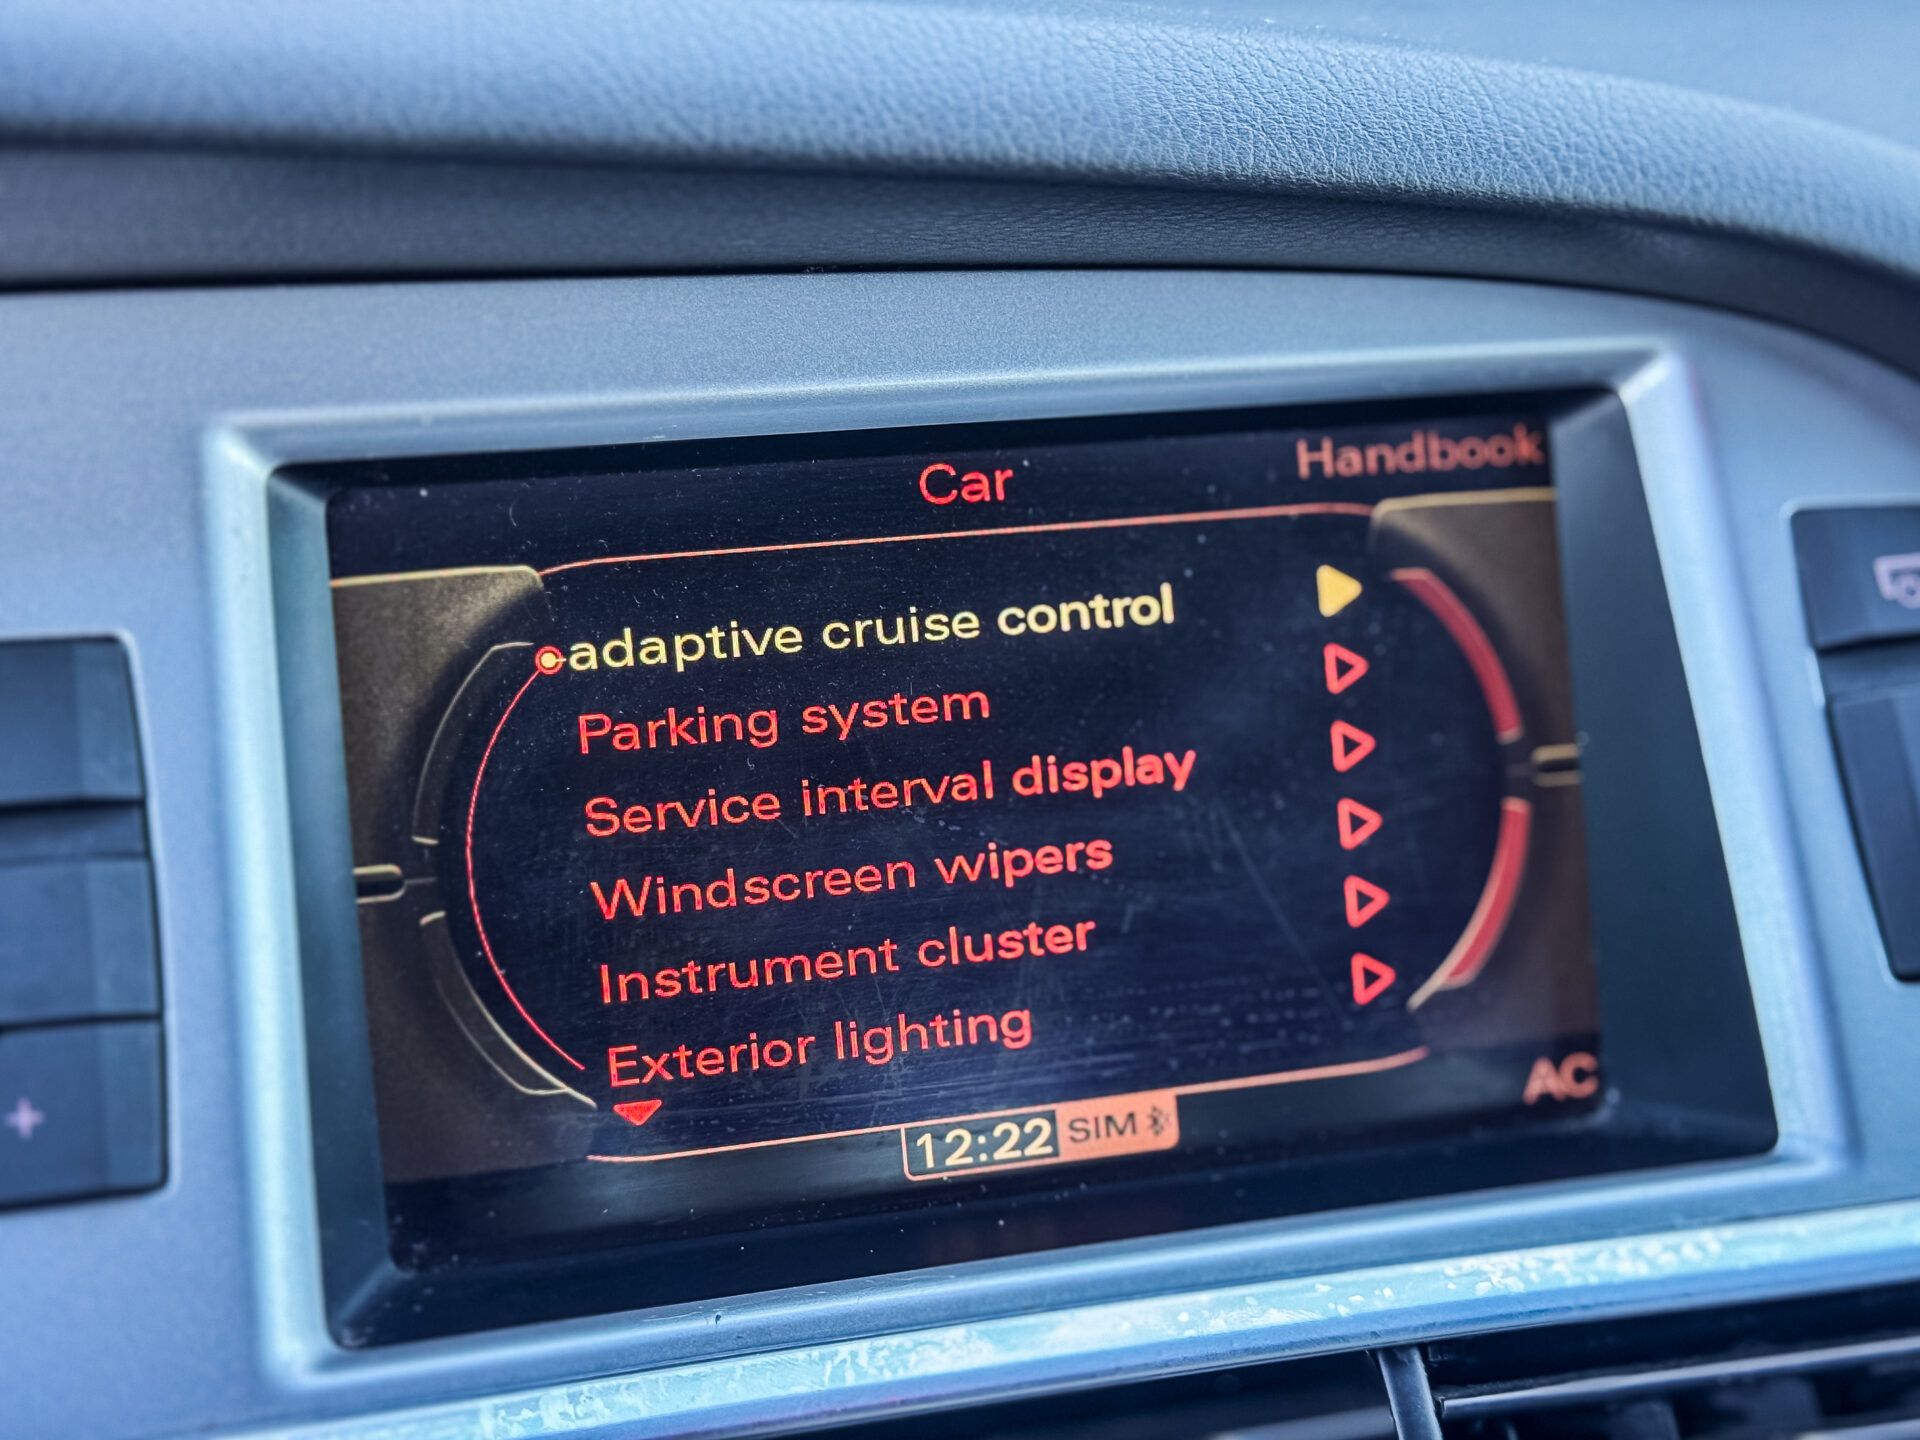 Car
Handbook
adaptive cruise control
Parking system
Service interval display
Windscreen wipers
Instrument cluster
Exterior lighting
AC
12:22 SIM